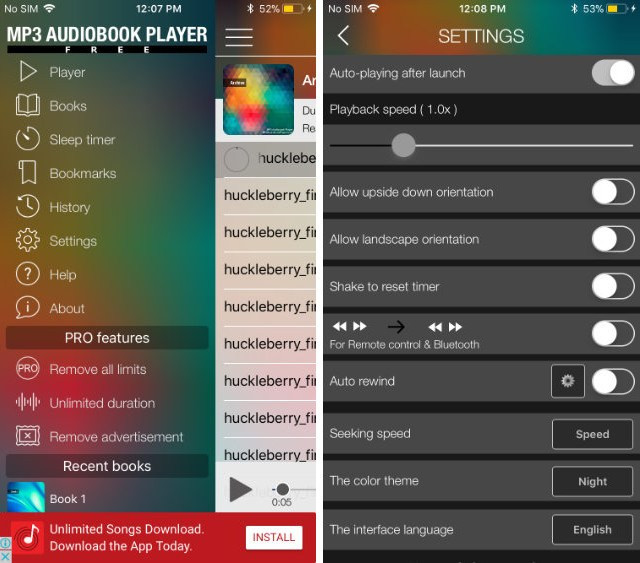 No SIM 12:07 PM 52%
MP3 AUDIOBOOK PLAYER
F R E E
Player
Books
Sleep timer
Bookmarks
History
Settings
Help
About
PRO features
PRO Remove all limits
Unlimited duration
Remove advertisement
Recent books
Book 1
Du
Re
hucklebe
huckleberry_fi
huckleberry_fi
huckleberry_fi
huckleberry_fi
huckleberry_fi
huckleberry_fi
huckleberry_fi
huckleberry_fi
0:05
Unlimited Songs Download.
Download the App Today.
INSTALL
No SIM 12:08 PM 53%
SETTINGS
Auto-playing after launch
Playback speed ( 1.0x )
Allow upside down orientation
Allow landscape orientation
Shake to reset timer
For Remote control & Bluetooth
Auto rewind
Seeking speed Speed
The color theme Night
The interface language English